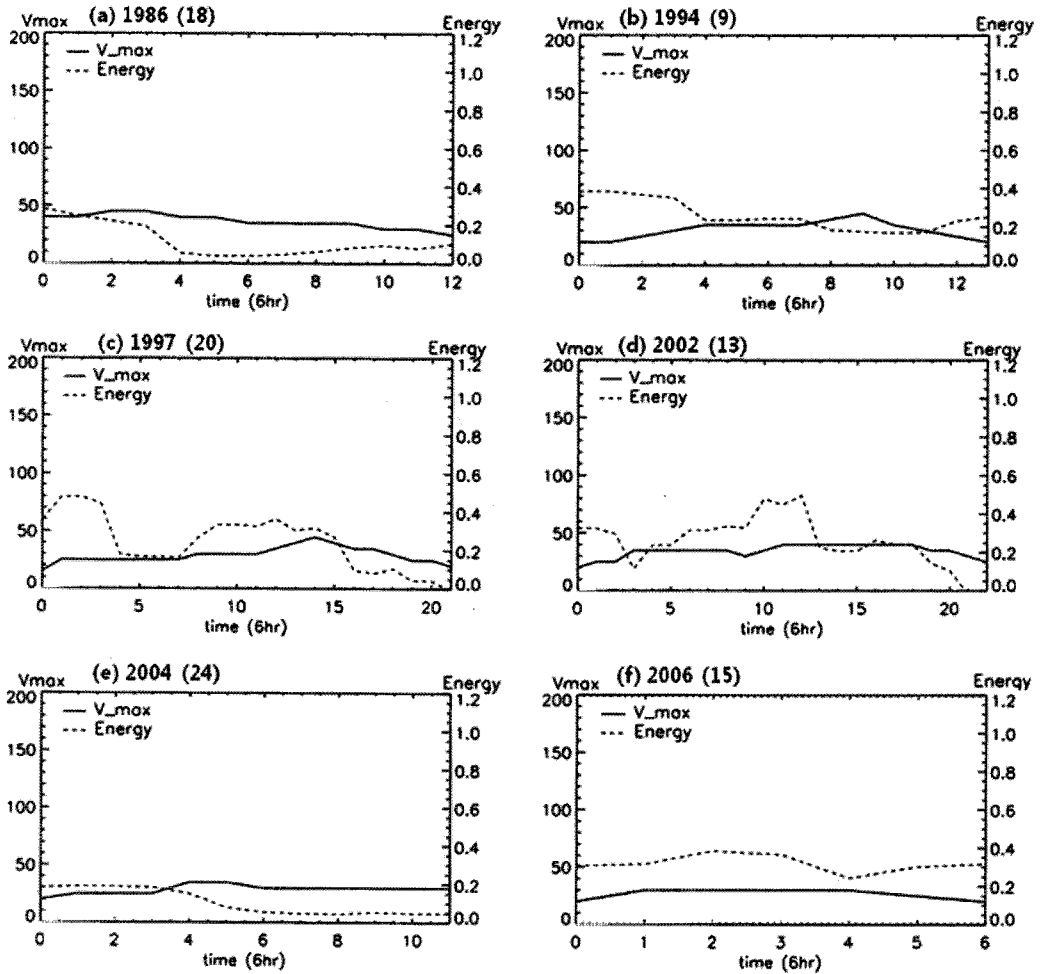 Vmax (a) 1986 (18) Energy
200 1.2
V_max
Energy
150 1.0
0.8
100 0.6
50 0.4
0.2
0 0.0
0 2 4 6 8 10 12
time (6hr)
Vmax (b) 1994 (9) Energy
200 1.2
V_max
Energy
150 1.0
0.8
100 0.6
50 0.4
0.2
0 0.0
0 2 4 6 8 10 12
time (6hr)
Vmax (c) 1997 (20) Energy
200 1.2
V_max
Energy
150 1.0
0.8
100 0.6
50 0.4
0.2
0 0.0
0 5 10 15 20
time (6hr)
Vmax (d) 2002 (13) Energy
200 1.2
V_max
Energy
150 1.0
0.8
100 0.6
50 0.4
0.2
0 0.0
0 5 10 15 20
time (6hr)
Vmax (e) 2004 (24) Energy
200 1.2
V_max
Energy
150 1.0
0.8
100 0.6
50 0.4
0.2
0 0.0
0 2 4 6 8 10
time (6hr)
Vmax (f) 2006 (15) Energy
200 1.2
V_max
Energy
150 1.0
0.8
100 0.6
50 0.4
0.2
0 0.0
0 1 2 3 4 5 6
time (6hr)